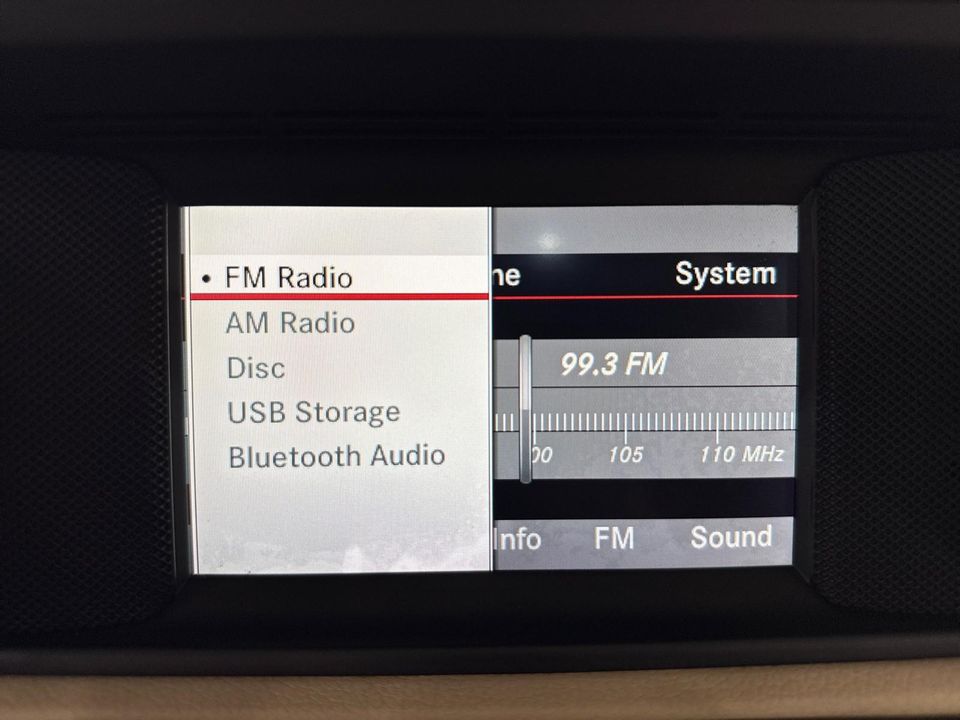 FM Radio
AM Radio
Disc
USB Storage
Bluetooth Audio
ne System
99.3 FM
00 105 110 MHz
Info FM Sound